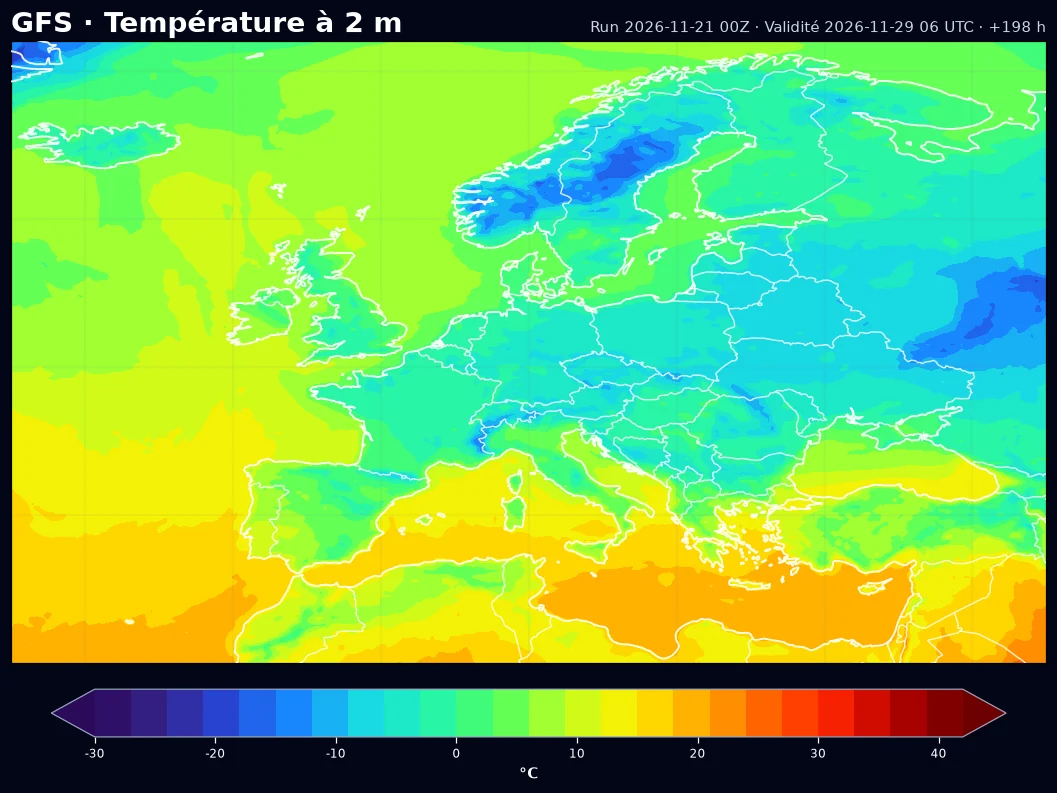 GFS · Température à 2 m
Run 2026-11-21 00Z · Validité 2026-11-29 06 UTC · +198 h
-30 -20 -10 0 10 20 30 40
°C